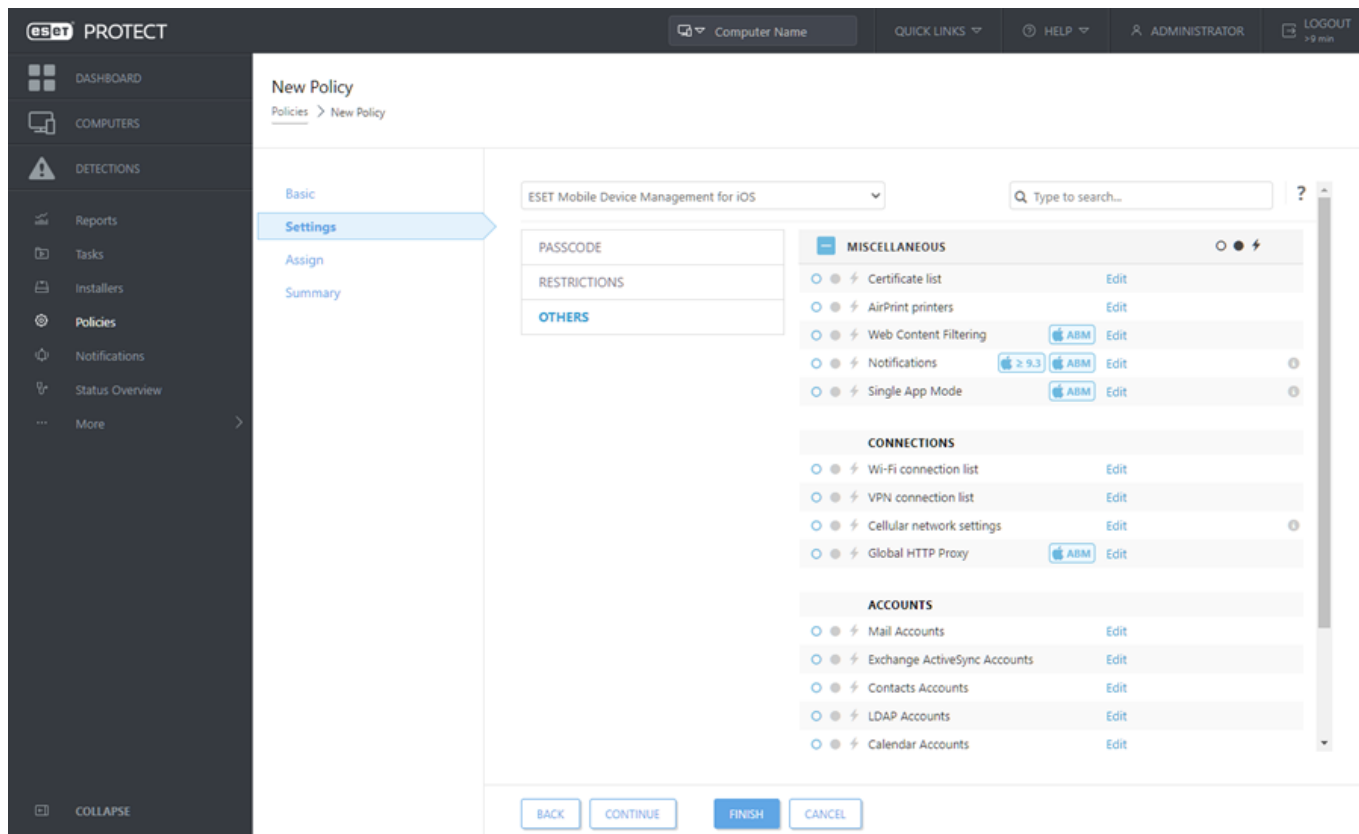 eset PROTECT
Computer Name
QUICK LINKS
HELP
ADMINISTRATOR
LOGOUT
>9 min
DASHBOARD
COMPUTERS
DETECTIONS
Reports
Tasks
Installers
Policies
Notifications
Status Overview
More
COLLAPSE
New Policy
Policies > New Policy
Basic
Settings
Assign
Summary
ESET Mobile Device Management for iOS
Type to search...
?
PASSCODE
RESTRICTIONS
OTHERS
MISCELLANEOUS
Certificate list Edit
AirPrint printers Edit
Web Content Filtering ABM Edit
Notifications ≥ 9.3 ABM Edit
Single App Mode ABM Edit
CONNECTIONS
Wi-Fi connection list Edit
VPN connection list Edit
Cellular network settings Edit
Global HTTP Proxy ABM Edit
ACCOUNTS
Mail Accounts Edit
Exchange ActiveSync Accounts Edit
Contacts Accounts Edit
LDAP Accounts Edit
Calendar Accounts Edit
BACK CONTINUE FINISH CANCEL